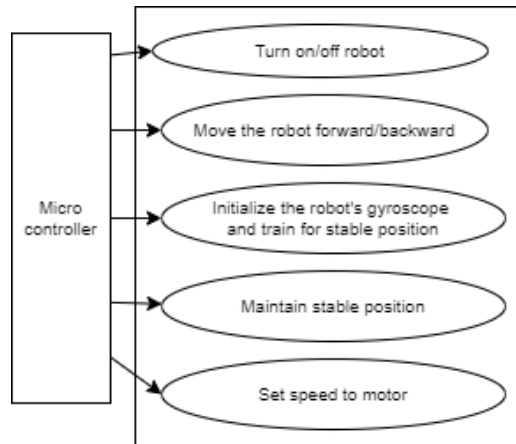 Turn on/off robot
Move the robot forward/backward
Micro
controller
Initialize the robot's gyroscope
and train for stable position
Maintain stable position
Set speed to motor